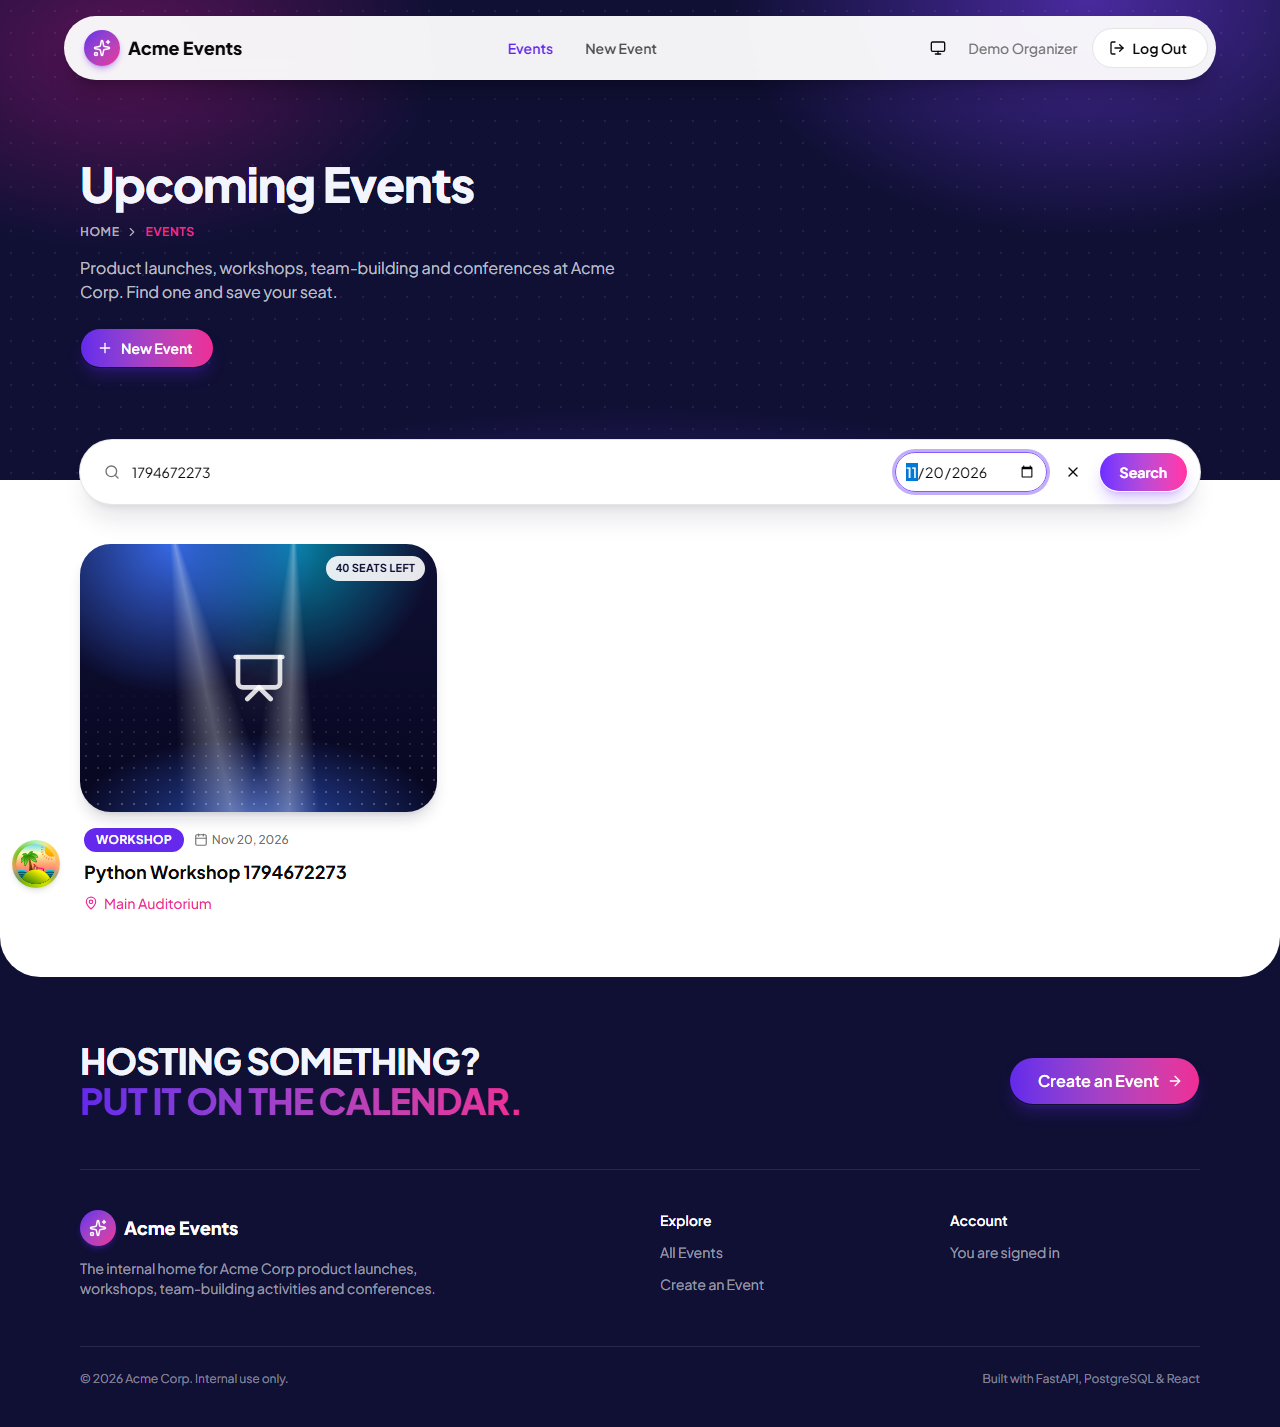 Acme Events
Events
New Event
Demo Organizer
Log Out
Upcoming Events
HOME
EVENTS
Product launches, workshops, team-building and conferences at Acme
Corp. Find one and save your seat.
New Event
1794672273
11/20/2026
Search
40 SEATS LEFT
WORKSHOP
Nov 20, 2026
Python Workshop 1794672273
Main Auditorium
HOSTING SOMETHING?
PUT IT ON THE CALENDAR.
Create an Event
Acme Events
The internal home for Acme Corp product launches,
workshops, team-building activities and conferences.
Explore
All Events
Create an Event
Account
You are signed in
© 2026 Acme Corp. Internal use only.
Built with FastAPI, PostgreSQL & React